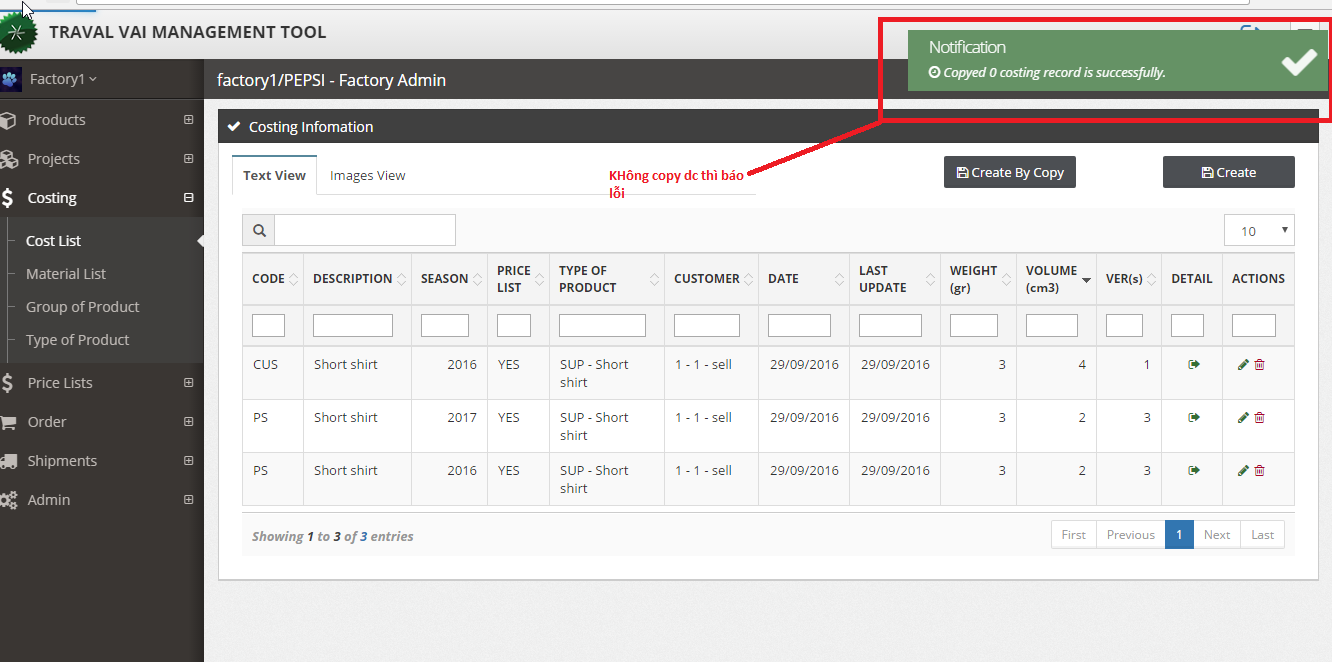 TRAVAL VAI MANAGEMENT TOOL
Notification
Copyed 0 costing record is successfully.
Factory1
factory1/PEPSI - Factory Admin
Products
Projects
Costing
Cost List
Material List
Group of Product
Type of Product
Price Lists
Order
Shipments
Admin
Costing Infomation
Text View
Images View
KHông copy dc thì báo
lỗi
Create By Copy
Create
10
CODE DESCRIPTION SEASON PRICE LIST TYPE OF PRODUCT CUSTOMER DATE LAST UPDATE WEIGHT (gr) VOLUME (cm3) VER(s) DETAIL ACTIONS
CUS Short shirt 2016 YES SUP - Short shirt 1 - 1 - sell 29/09/2016 29/09/2016 3 4 1
PS Short shirt 2017 YES SUP - Short shirt 1 - 1 - sell 29/09/2016 29/09/2016 3 2 3
PS Short shirt 2016 YES SUP - Short shirt 1 - 1 - sell 29/09/2016 29/09/2016 3 2 3
Showing 1 to 3 of 3 entries
First Previous 1 Next Last